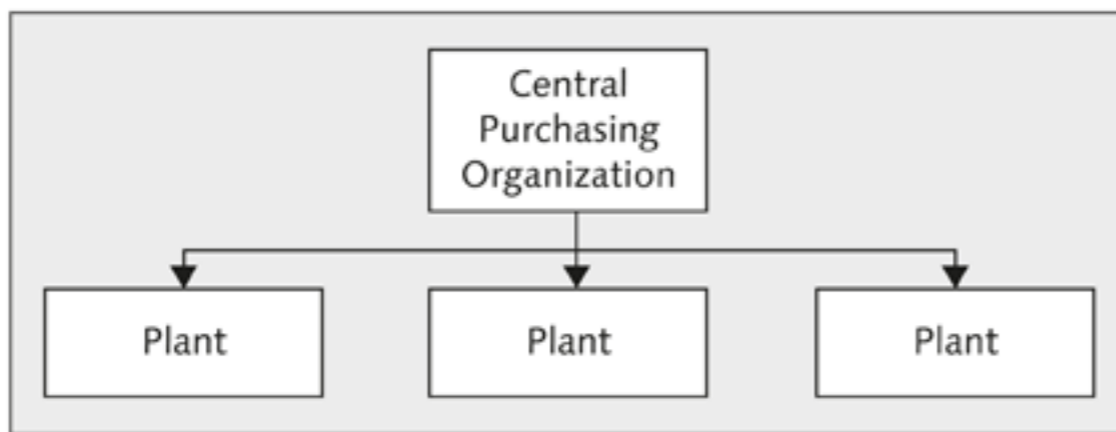 Central
Purchasing
Organization
Plant
Plant
Plant